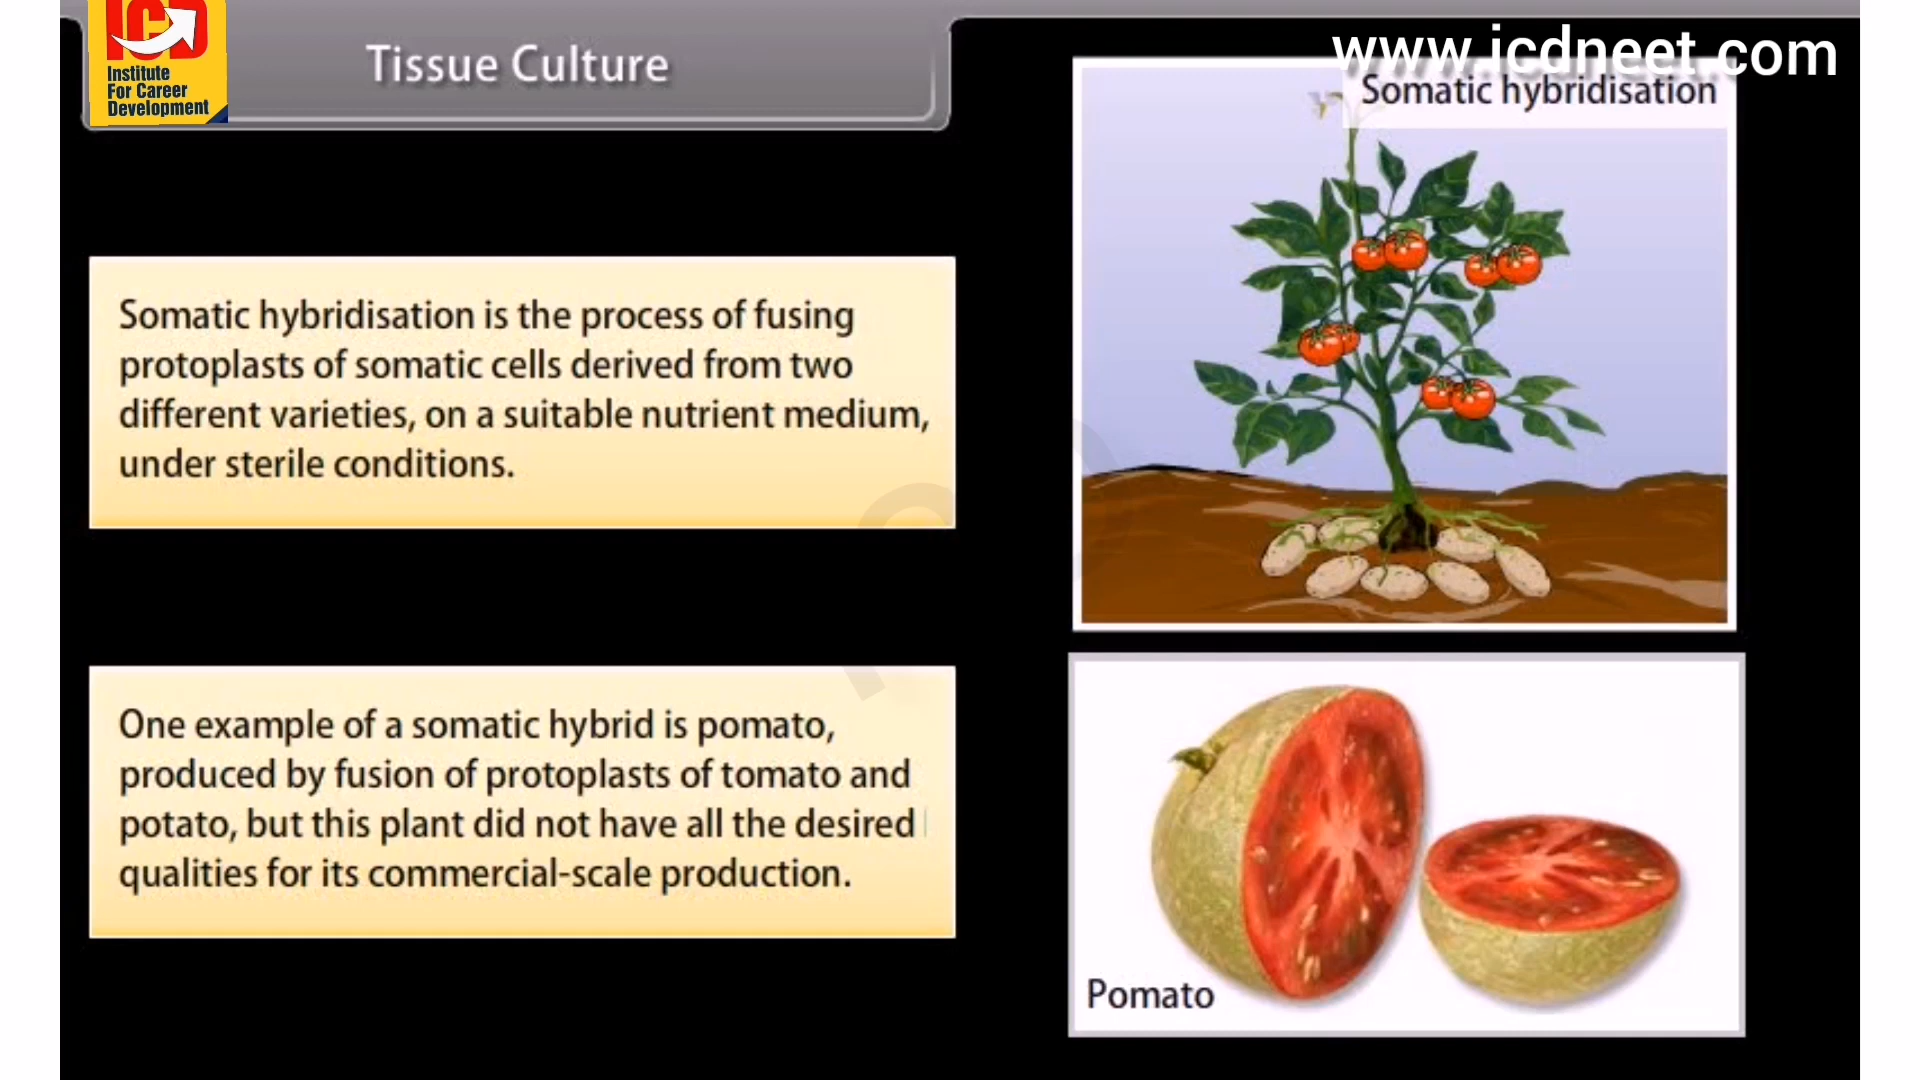 ICD
Institute
For Career
Development
Tissue Culture
www.icdneet.com
Somatic hybridisation
Somatic hybridisation is the process of fusing
protoplasts of somatic cells derived from two
different varieties, on a suitable nutrient medium,
under sterile conditions.
One example of a somatic hybrid is pomato,
produced by fusion of protoplasts of tomato and
potato, but this plant did not have all the desired
qualities for its commercial-scale production.
Pomato